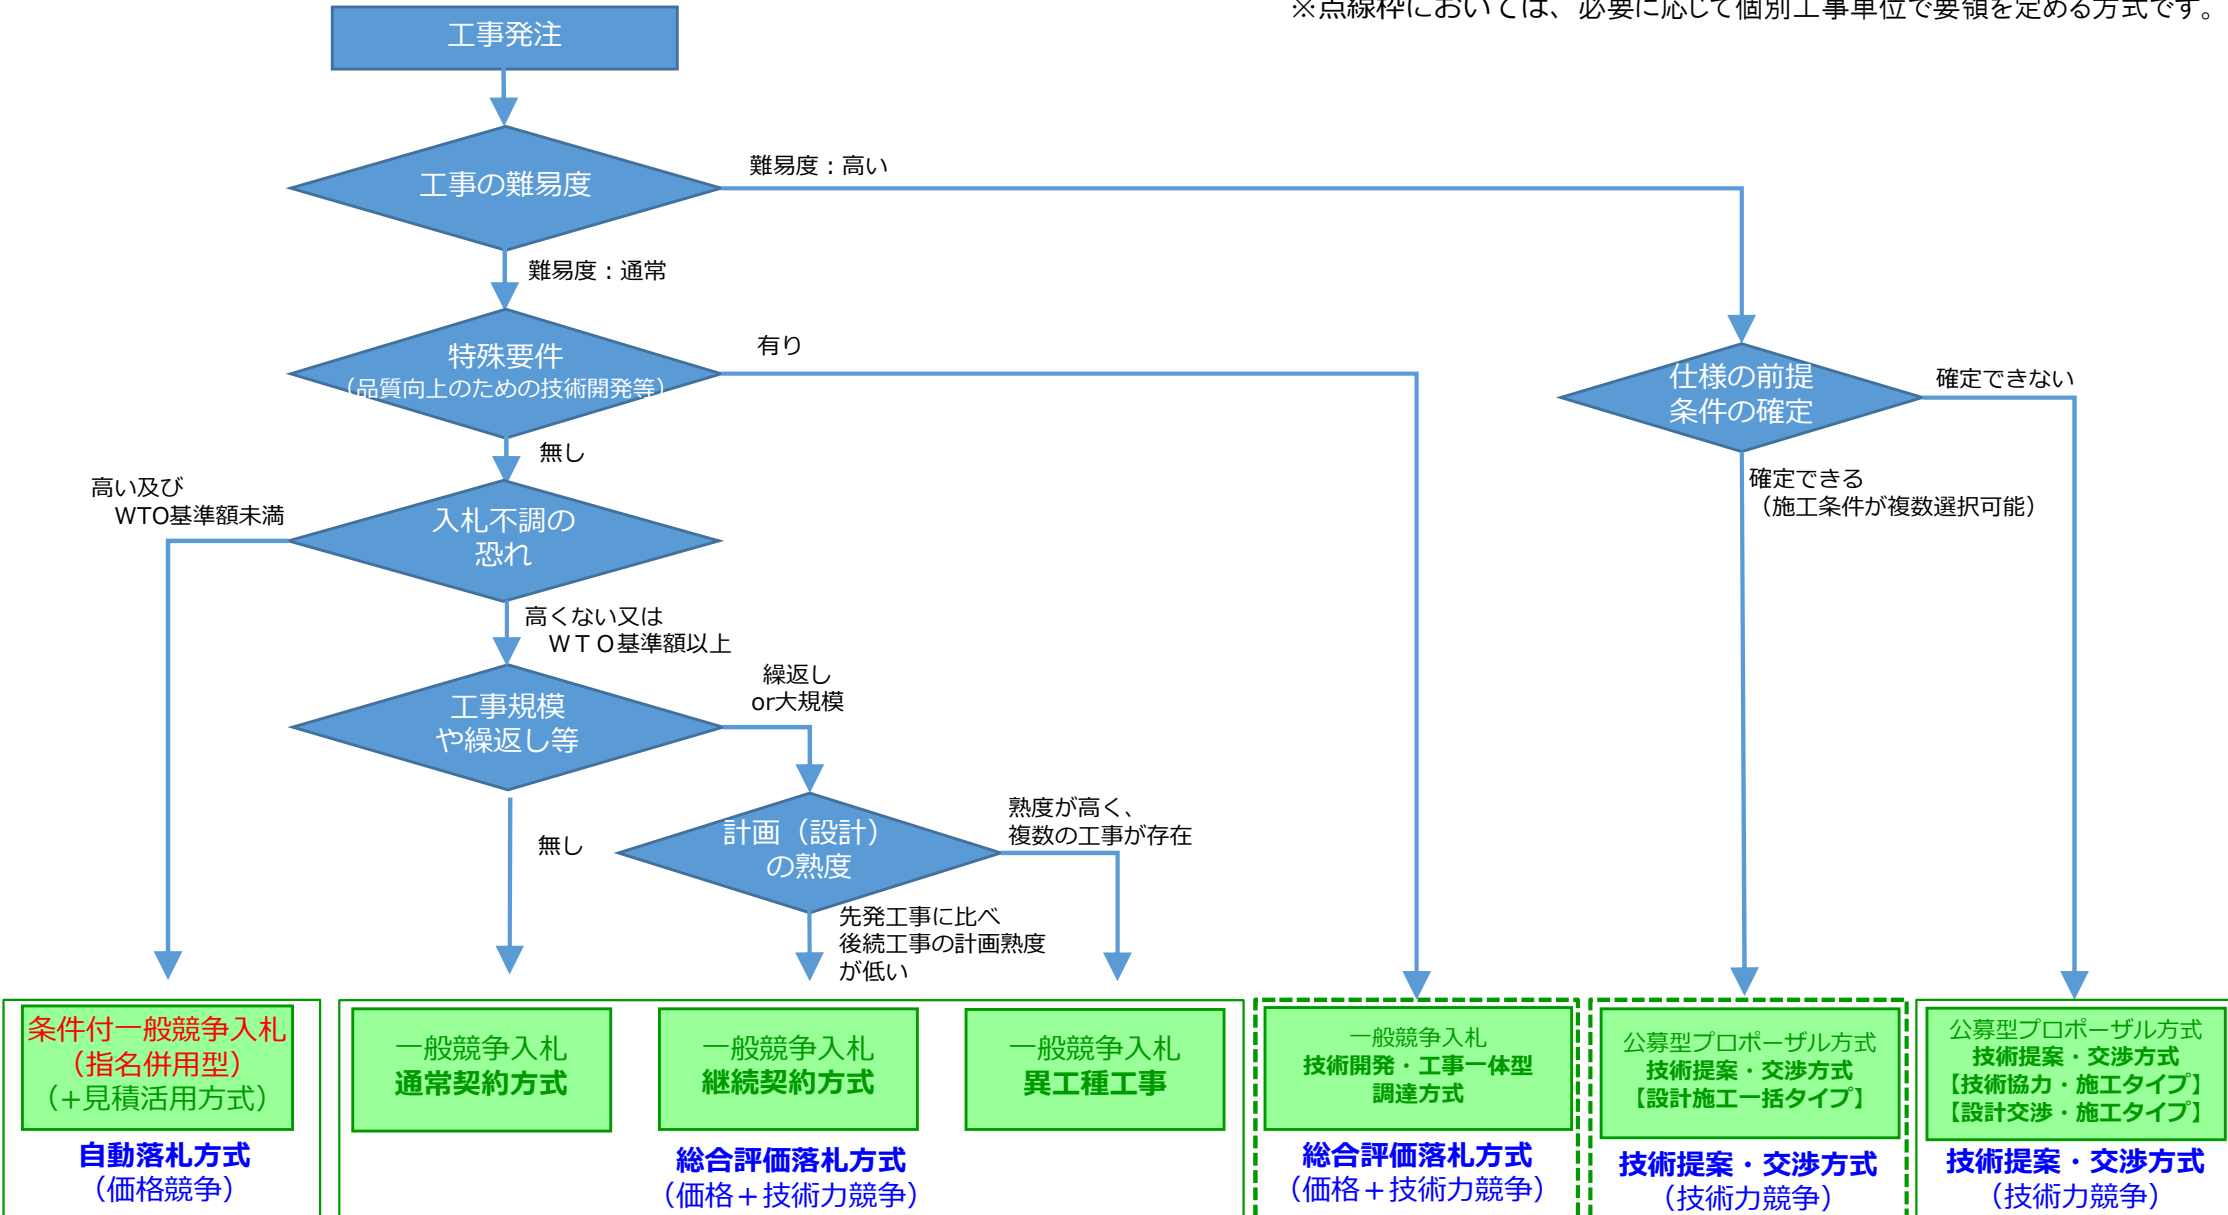 ※点線枠においては、必要に応じて個別工事単位で要領を定める方式です。
工事発注
工事の難易度
難易度：高い
難易度：通常
特殊要件
（品質向上のための技術開発等）
有り
無し
仕様の前提
条件の確定
確定できない
確定できる
（施工条件が複数選択可能）
高い及び
WTO基準額未満
入札不調の
恐れ
高くない又は
ＷＴＯ基準額以上
工事規模
や繰返し等
繰返し
or大規模
無し
計画（設計）
の熟度
熟度が高く、
複数の工事が存在
先発工事に比べ
後続工事の計画熟度
が低い
条件付一般競争入札
（指名併用型）
（+見積活用方式）
自動落札方式
（価格競争）
一般競争入札
通常契約方式
一般競争入札
継続契約方式
一般競争入札
異工種工事
総合評価落札方式
（価格＋技術力競争）
一般競争入札
技術開発・工事一体型
調達方式
総合評価落札方式
（価格＋技術力競争）
公募型プロポーザル方式
技術提案・交渉方式
【設計施工一括タイプ】
技術提案・交渉方式
（技術力競争）
公募型プロポーザル方式
技術提案・交渉方式
【技術協力・施工タイプ】
【設計交渉・施工タイプ】
技術提案・交渉方式
（技術力競争）